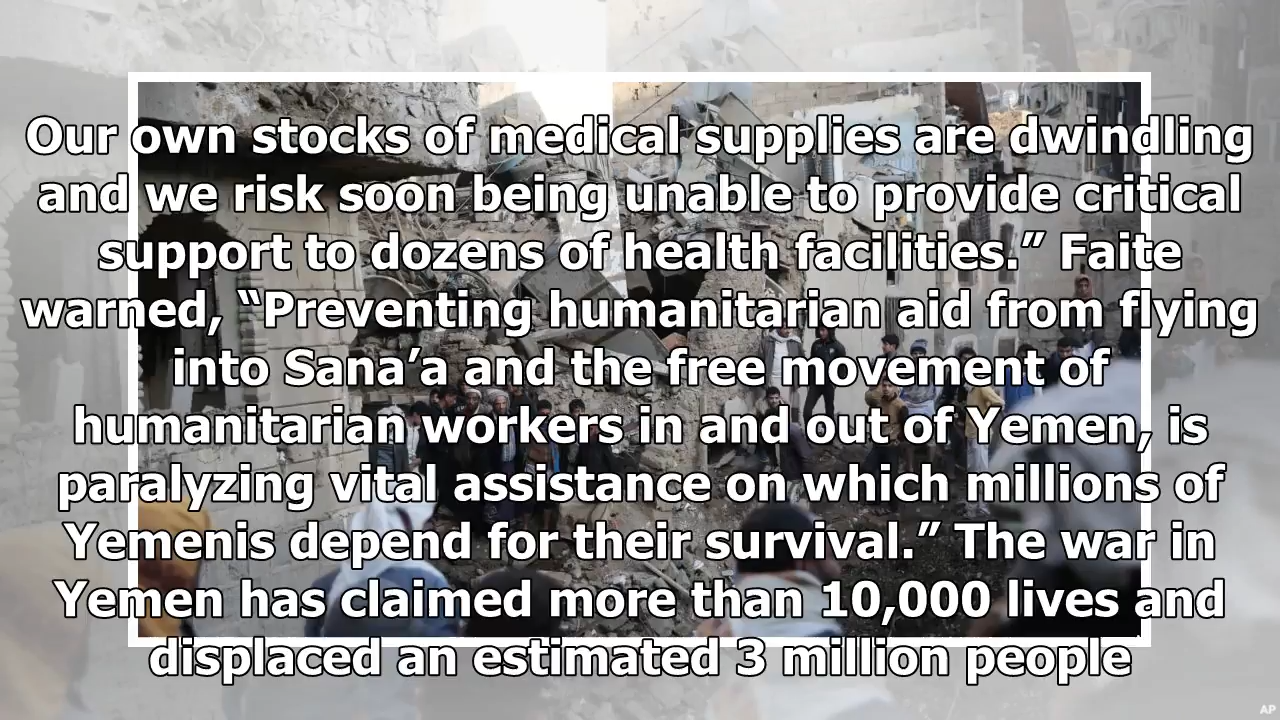 Our own stocks of medical supplies are dwindling
and we risk soon being unable to provide critical
support to dozens of health facilities.” Faite
warned, “Preventing humanitarian aid from flying
into Sana’a and the free movement of
humanitarian workers in and out of Yemen, is
paralyzing vital assistance on which millions of
Yemenis depend for their survival.” The war in
Yemen has claimed more than 10,000 lives and
displaced an estimated 3 million people
AP